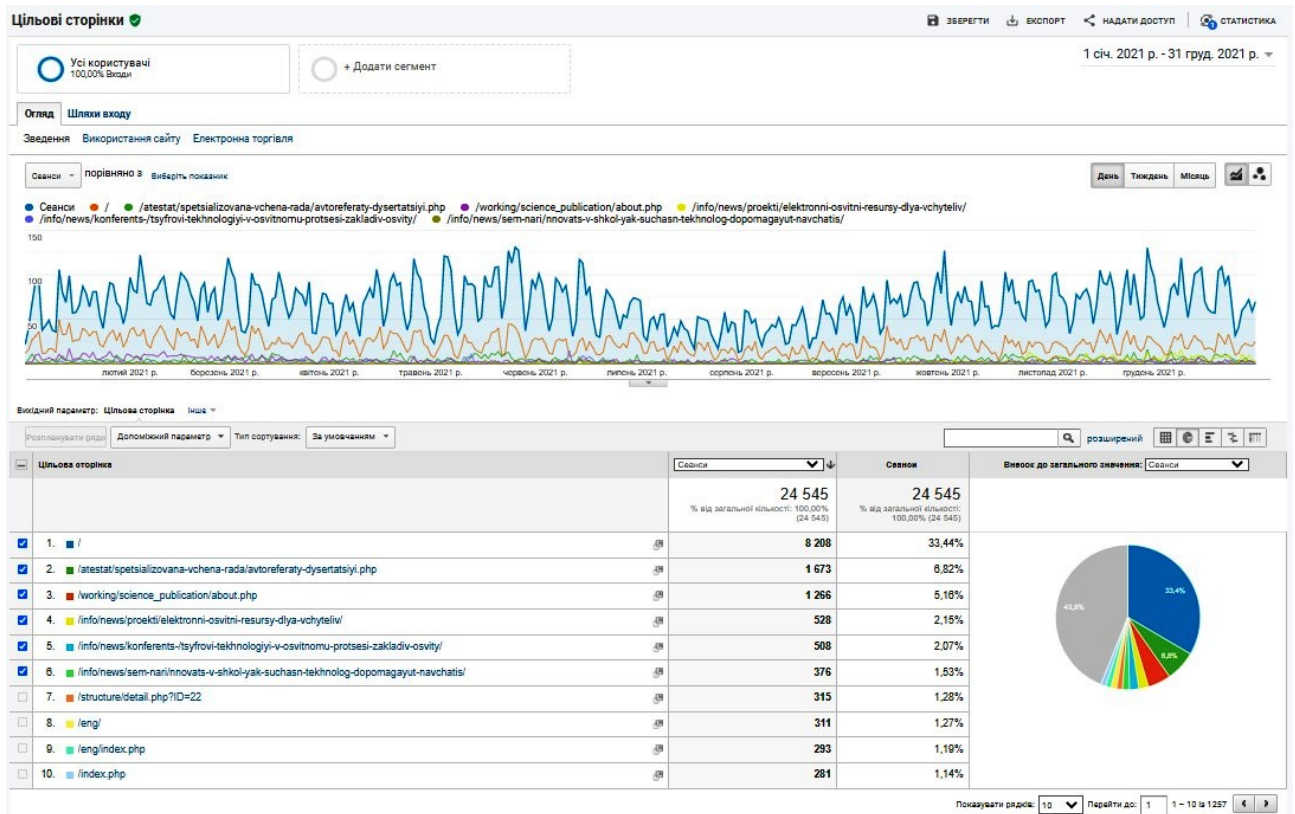 Цільові сторінки
ЗБЕРЕГТИ ЕКСПОРТ НАДАТИ ДОСТУП СТАТИСТИКА
Усі користувачі
100,00% Входи
+ Додати сегмент
1 січ. 2021 р. - 31 груд. 2021 р.
Огляд Шляхи входу
Зведення Використання сайту Електронна торгівля
Сеанси порівняно з Виберіть показник
День Тиждень Місяць
Сеанси / /atestat/spetsializovana-vchena-rada/avtoreferaty-dysertatsiyi.php /working/science_publication/about.php /info/news/proekti/elektronni-osvitni-resursy-dlya-vchyteliv/
/info/news/konferents-/tsyfrovi-tekhnologiyi-v-osvitnomu-protsesi-zakladiv-osvity/ /info/news/sem-nari/nnovats-v-shkol-yak-suchasn-tekhnolog-dopomagayut-navchatis/
150
100
50
лютий 2021 р. березень 2021 р. квітень 2021 р. травень 2021 р. червень 2021 р. липень 2021 р. серпень 2021 р. вересень 2021 р. жовтень 2021 р. листопад 2021 р. грудень 2021 р.
Вихідний параметр: Цільова сторінка Інше
Розпланувати ряди Допоміжний параметр Тип сортування: За умовчанням
розширений
Цільова сторінка Сеанси Сеанси Внесок до загального значення: Сеанси
24 545 24 545
% від загальної кількості: 100,00% (24 545) % від загальної кількості: 100,00% (24 545)
1. / 8 208 33,44%
2. /atestat/spetsializovana-vchena-rada/avtoreferaty-dysertatsiyi.php 1 673 6,82%
3. /working/science_publication/about.php 1 266 5,16%
4. /info/news/proekti/elektronni-osvitni-resursy-dlya-vchyteliv/ 528 2,15%
5. /info/news/konferents-/tsyfrovi-tekhnologiyi-v-osvitnomu-protsesi-zakladiv-osvity/ 508 2,07%
6. /info/news/sem-nari/nnovats-v-shkol-yak-suchasn-tekhnolog-dopomagayut-navchatis/ 376 1,53%
7. /structure/detail.php?ID=22 315 1,28%
8. /eng/ 311 1,27%
9. /eng/index.php 293 1,19%
10. /index.php 281 1,14%
33,4%
6,8%
Показувати рядків: 10 Перейти до: 1 1 – 10 із 1257